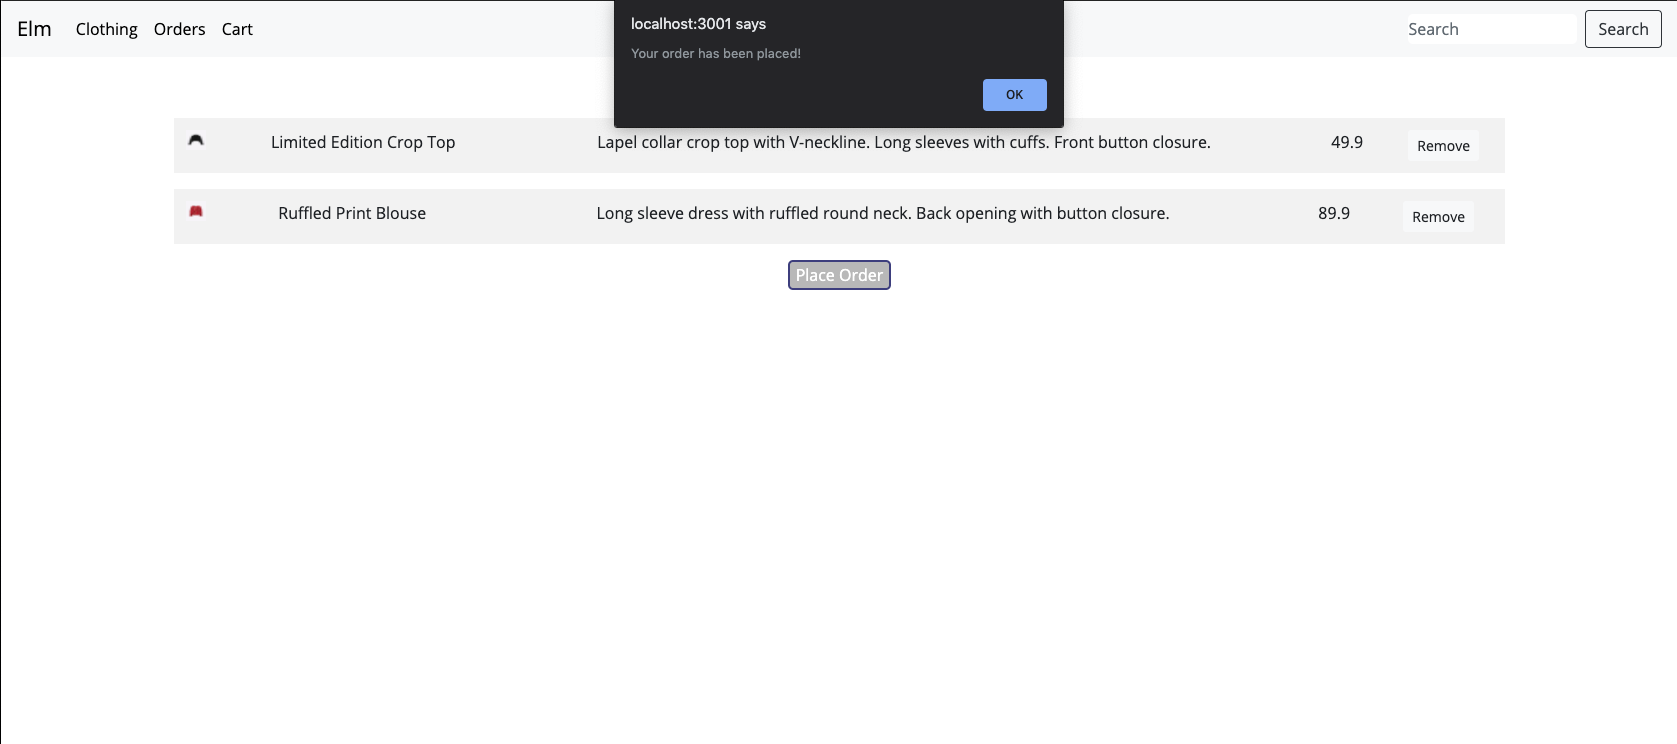 Elm Clothing Orders Cart
Search Search
localhost:3001 says
Your order has been placed!
OK
Limited Edition Crop Top Lapel collar crop top with V-neckline. Long sleeves with cuffs. Front button closure. 49.9 Remove
Ruffled Print Blouse Long sleeve dress with ruffled round neck. Back opening with button closure. 89.9 Remove
Place Order